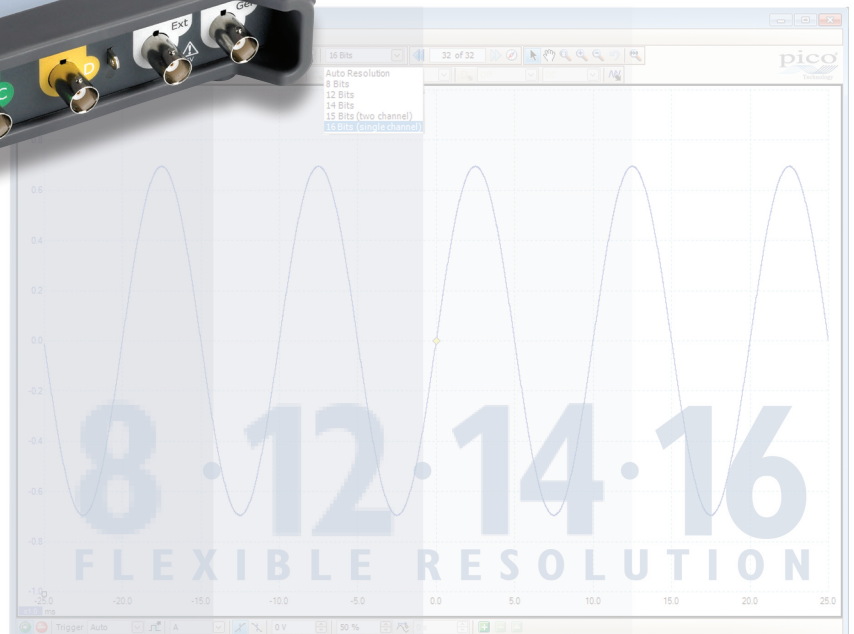 Ext
Gen
D
C
16 Bits
32 of 32
pico
Technology
Auto Resolution
8 Bits
12 Bits
14 Bits
15 Bits (two channel)
16 Bits (single channel)
0.6
0.4
0.2
0.0
-0.2
-0.4
-0.6
-0.8
-1.0
8·12·14·16
FLEXIBLE RESOLUTION
-25.0 -20.0 -15.0 -10.0 -5.0 0.0 5.0 10.0 15.0 20.0 25.0
ms
Trigger Auto A 0 V 50 %